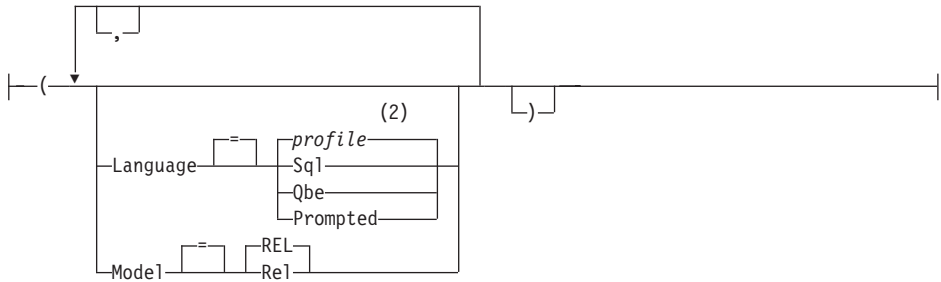 ,
(
(2)
= profile
Language Sql )
Qbe
Prompted
= REL
Model Rel